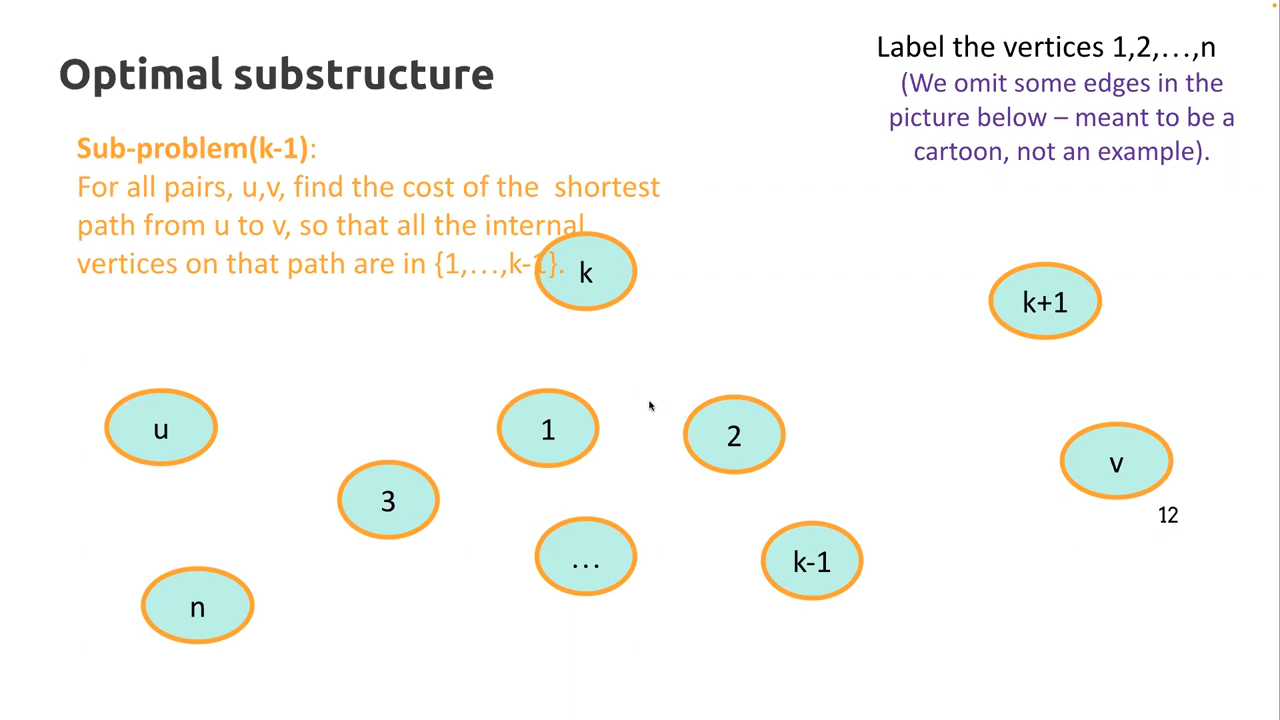 Optimal substructure
Label the vertices 1,2,…,n
(We omit some edges in the
picture below – meant to be a
cartoon, not an example).
Sub-problem(k-1):
For all pairs, u,v, find the cost of the shortest
path from u to v, so that all the internal
vertices on that path are in {1,…,k-1}.
k
k+1
u
1
2
v
3
12
…
k-1
n